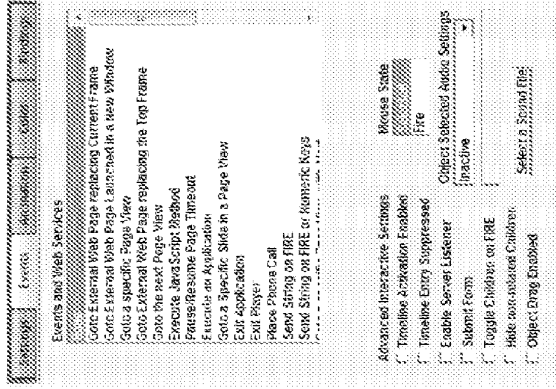 Settings Events Animation Color Bindings
Events and Web Services
Goto External Web Page replacing Current Frame
Goto External Web Page Launched in a New Window
Goto a specific Page View
Goto External Web Page replacing the Top Frame
Goto the next Page View
Execute Java Script Method
Pause/Resume Page Timeout
Execute an Application
Goto a Specific Slide in a Page View
Exit Application
Exit Player
Place Phone Call
Send String on FIRE
Send String on FIRE or Numeric Keys
Advanced Interactive Settings
Timeline Activation Enabled
Timeline Entry Suppressed
Enable Server Listener
Submit Form
Toggle Children on FIRE
Hide non-related Children
Object Drag Enabled
Mouse State
Fire
Object Selected Audio Settings
Inactive
Select a Sound File